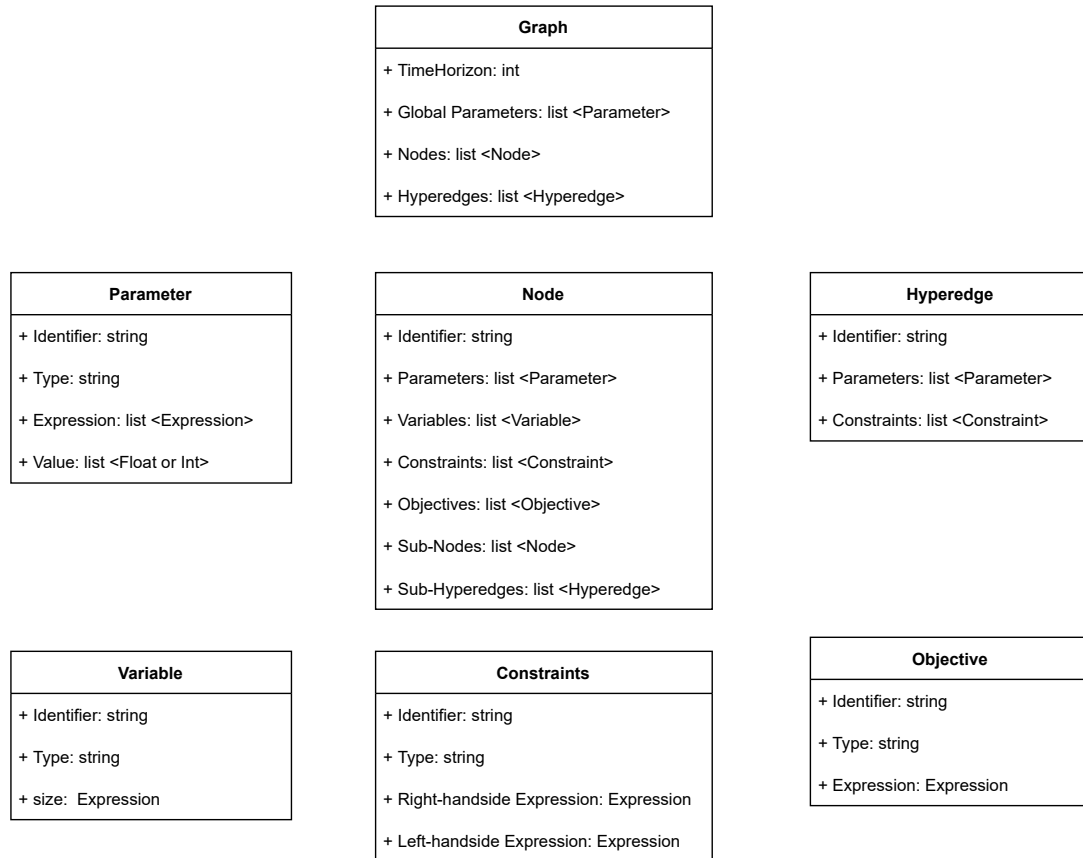 Graph
+ TimeHorizon: int
+ Global Parameters: list <Parameter>
+ Nodes: list <Node>
+ Hyperedges: list <Hyperedge>
Parameter
+ Identifier: string
+ Type: string
+ Expression: list <Expression>
+ Value: list <Float or Int>
Node
+ Identifier: string
+ Parameters: list <Parameter>
+ Variables: list <Variable>
+ Constraints: list <Constraint>
+ Objectives: list <Objective>
+ Sub-Nodes: list <Node>
+ Sub-Hyperedges: list <Hyperedge>
Hyperedge
+ Identifier: string
+ Parameters: list <Parameter>
+ Constraints: list <Constraint>
Variable
+ Identifier: string
+ Type: string
+ size:  Expression
Constraints
+ Identifier: string
+ Type: string
+ Right-handside Expression: Expression
+ Left-handside Expression: Expression
Objective
+ Identifier: string
+ Type: string
+ Expression: Expression